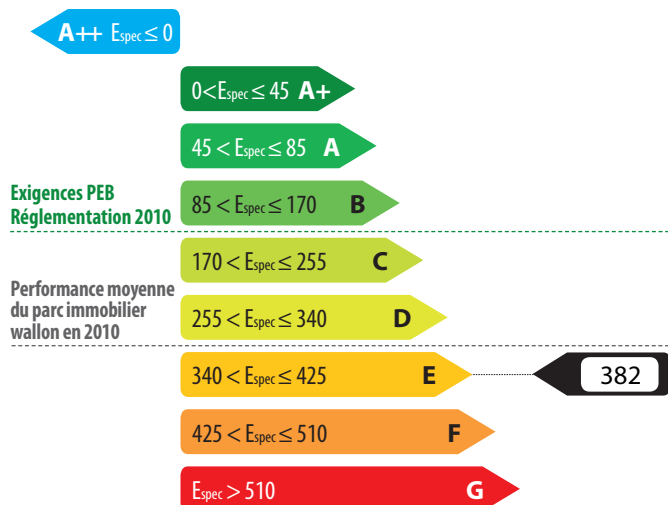 A++ Espec ≤ 0
0<Espec ≤ 45 A+
45 < Espec ≤ 85 A
Exigences PEB
Réglementation 2010
85 < Espec ≤ 170 B
170 < Espec ≤ 255 C
Performance moyenne
du parc immobilier
wallon en 2010
255 < Espec ≤ 340 D
340 < Espec ≤ 425 E 382
425 < Espec ≤ 510 F
Espec > 510 G